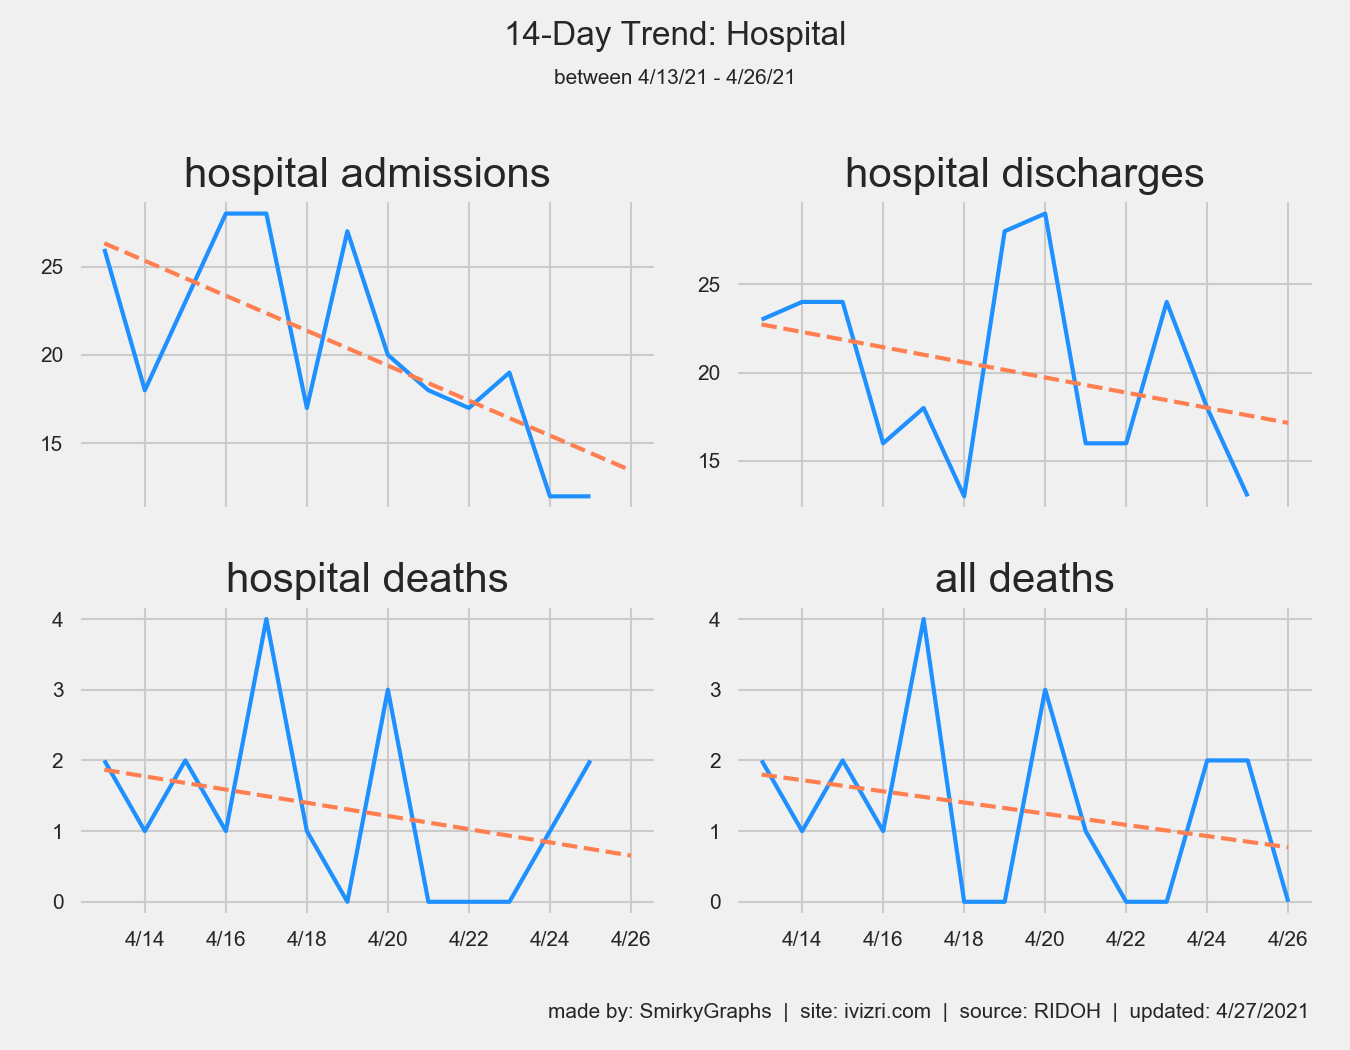 14-Day Trend: Hospital
between 4/13/21 - 4/26/21
hospital admissions
25
20
15
hospital discharges
25
20
15
hospital deaths
4
3
2
1
0
4/14 4/16 4/18 4/20 4/22 4/24 4/26
all deaths
4
3
2
1
0
4/14 4/16 4/18 4/20 4/22 4/24 4/26
made by: SmirkyGraphs | site: ivizri.com | source: RIDOH | updated: 4/27/2021